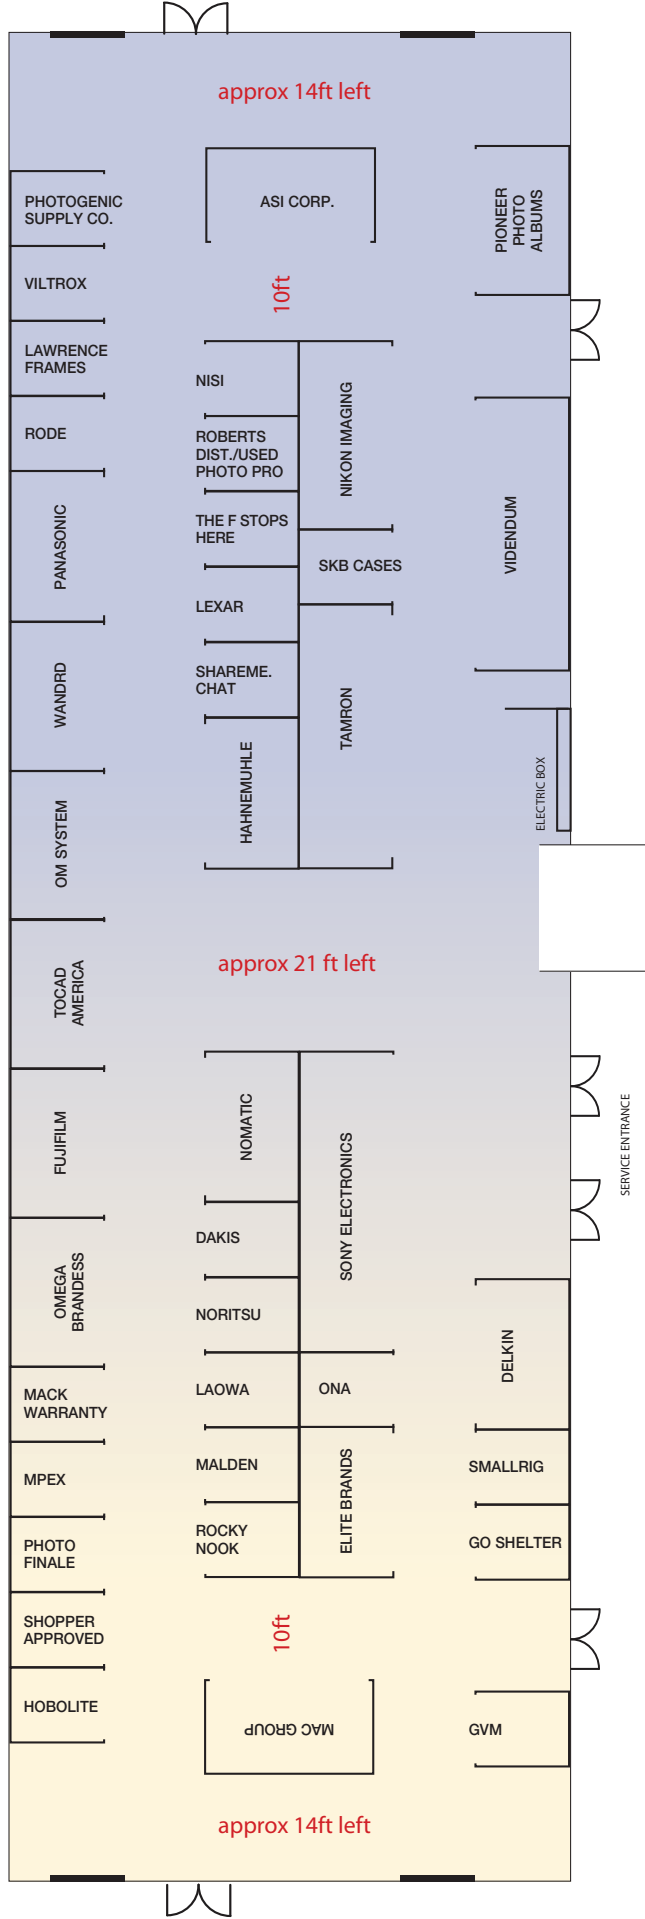 approx 14ft left
PHOTOGENIC
SUPPLY CO.
VILTROX
LAWRENCE
FRAMES
RODE
PANASONIC
WANDRD
OM SYSTEM
TOCAD
AMERICA
FUJIFILM
OMEGA
BRANDESS
MACK
WARRANTY
MPEX
PHOTO
FINALE
SHOPPER
APPROVED
HOBOLITE
ASI CORP.
10ft
NISI
ROBERTS
DIST./USED
PHOTO PRO
THE F STOPS
HERE
LEXAR
SHAREME.
CHAT
HAHNEMUHLE
NIKON IMAGING
SKB CASES
TAMRON
approx 21 ft left
NOMATIC
DAKIS
NORITSU
LAOWA
MALDEN
ROCKY
NOOK
SONY ELECTRONICS
ONA
ELITE BRANDS
10ft
MAC GROUP
approx 14ft left
PIONEER
PHOTO
ALBUMS
VIDENDUM
ELECTRIC BOX
SERVICE ENTRANCE
DELKIN
SMALLRIG
GO SHELTER
GVM